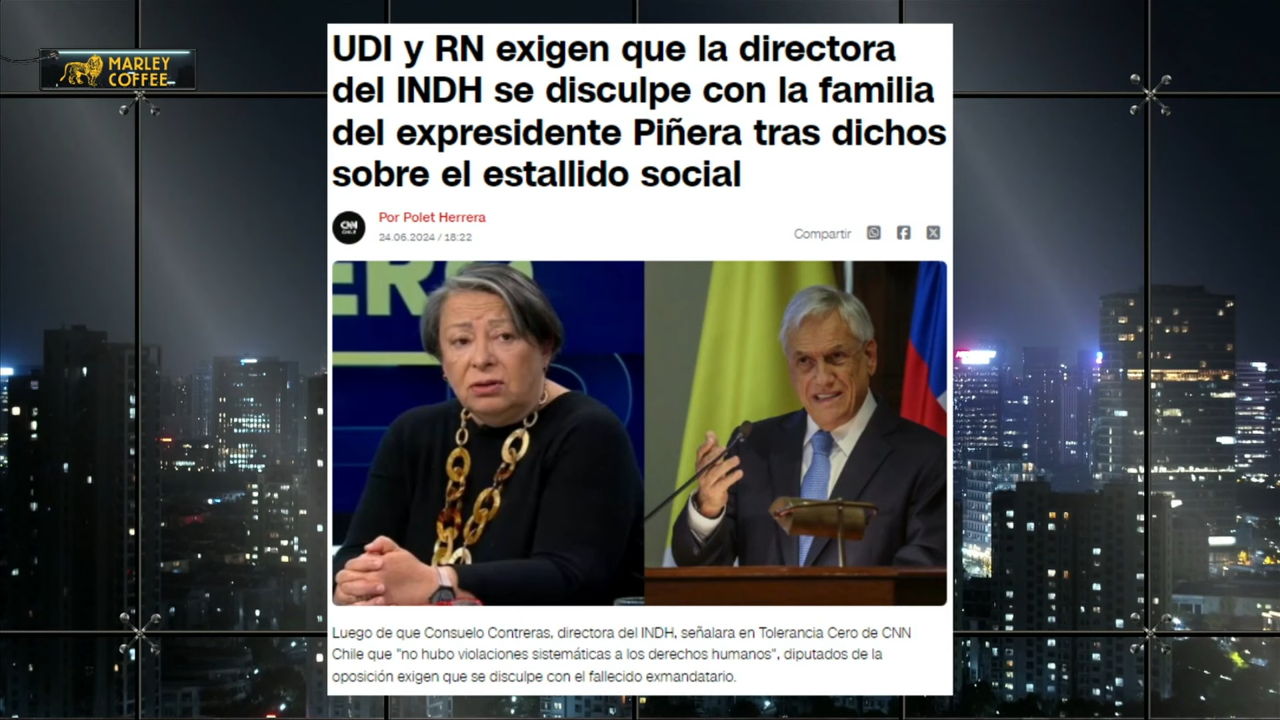 MARLEY
COFFEE
UDI y RN exigen que la directora
del INDH se disculpe con la familia
del expresidente Piñera tras dichos
sobre el estallido social
CNN
CHILE
Por Polet Herrera
24.06.2024 / 18:22
Compartir
ERO
Luego de que Consuelo Contreras, directora del INDH, señalara en Tolerancia Cero de CNN
Chile que "no hubo violaciones sistemáticas a los derechos humanos", diputados de la
oposición exigen que se disculpe con el fallecido exmandatario.